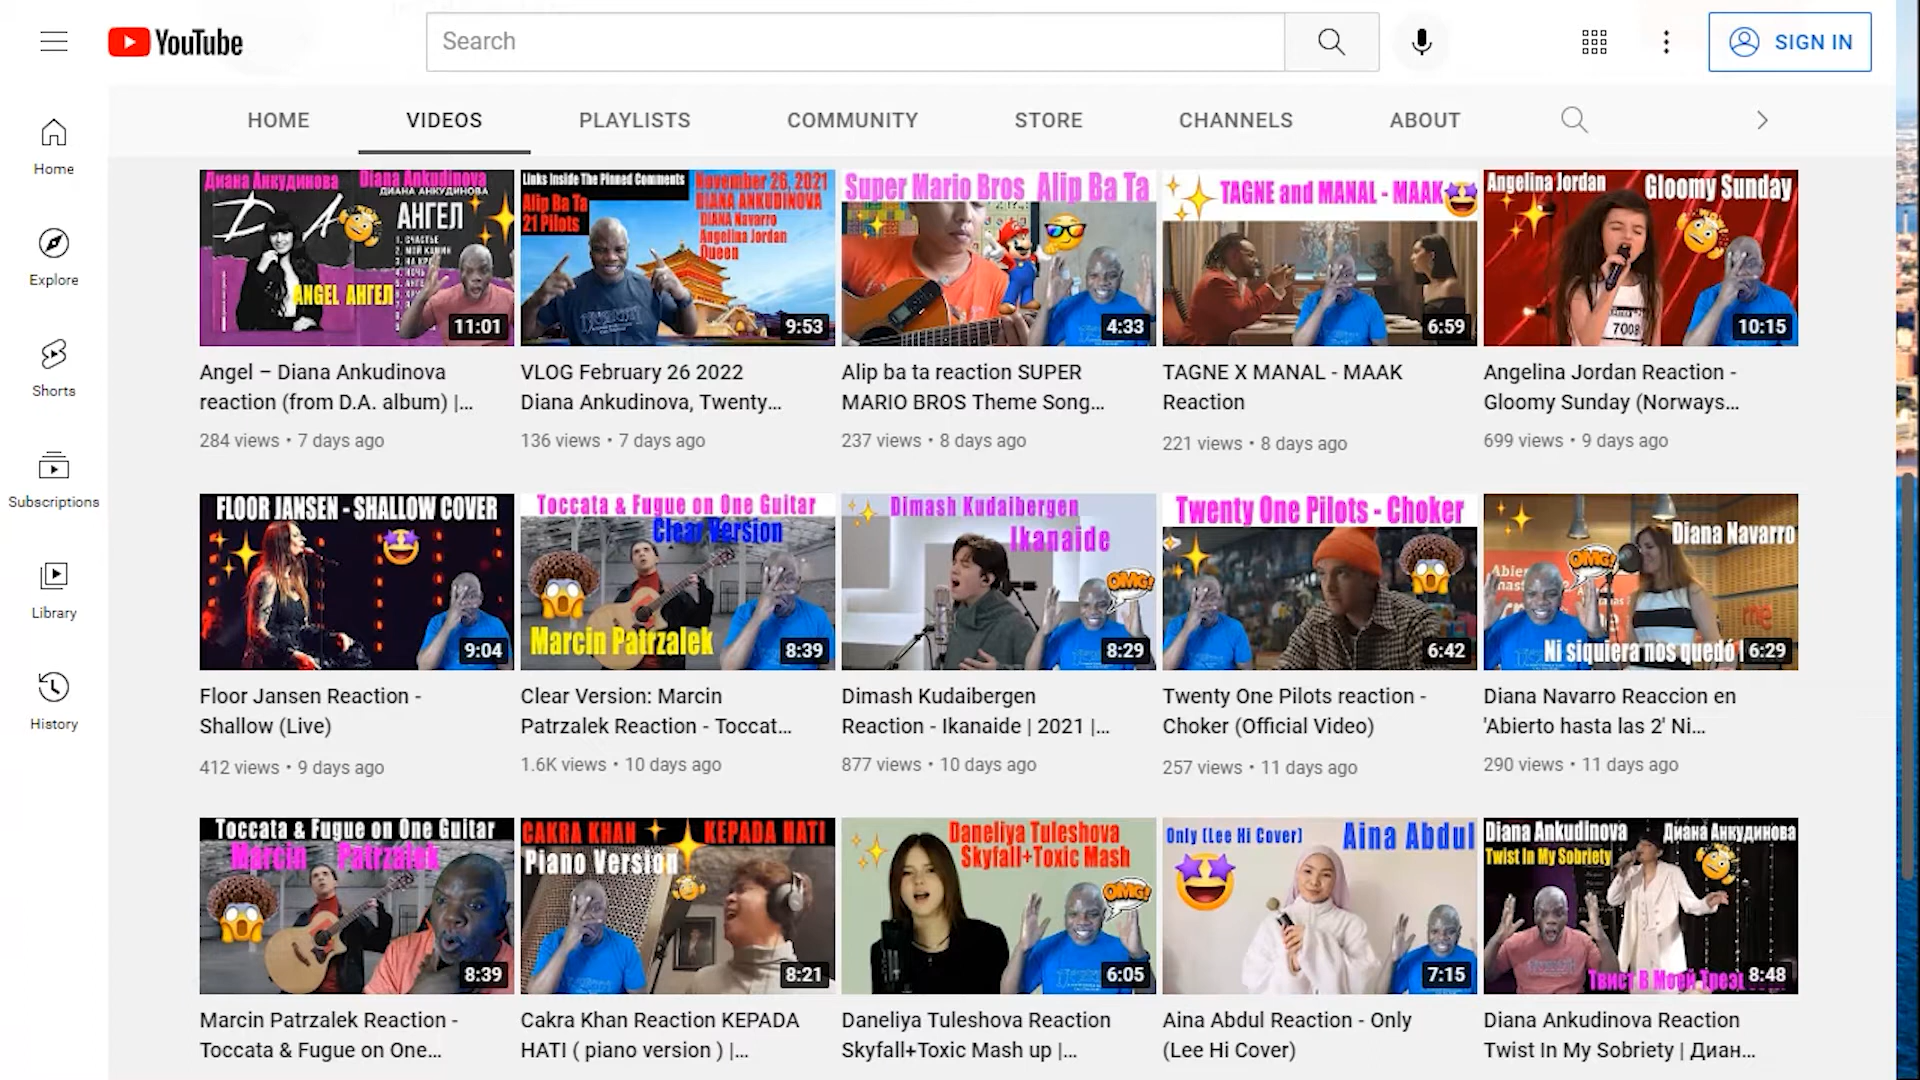 YouTube
Search
SIGN IN
HOME
VIDEOS
PLAYLISTS
COMMUNITY
STORE
CHANNELS
ABOUT
Home
Explore
Shorts
Subscriptions
Library
History
Диана Анкудинова Diana Ankudinova
ДИАНА АНКУДИНОВА
D A
АНГЕЛ
1. СЧАСТЬЕ
ANGEL АНГЕЛ
11:01
Angel – Diana Ankudinova
reaction (from D.A. album) |...
284 views • 7 days ago
Links Inside The Pinned Comments
November 26, 2021
Alip Ba Ta
21 Pilots
DIANA ANKUDINOVA
DIANA Navarro
Angelina Jordan
Queen
9:53
VLOG February 26 2022
Diana Ankudinova, Twenty...
136 views • 7 days ago
Super Mario Bros Alip Ba Ta
4:33
Alip ba ta reaction SUPER
MARIO BROS Theme Song...
237 views • 8 days ago
TAGNE and MANAL - MAAK
6:59
TAGNE X MANAL - MAAK
Reaction
221 views • 8 days ago
Angelina Jordan
Gloomy Sunday
7008
10:15
Angelina Jordan Reaction -
Gloomy Sunday (Norways...
699 views • 9 days ago
FLOOR JANSEN - SHALLOW COVER
9:04
Floor Jansen Reaction -
Shallow (Live)
412 views • 9 days ago
Toccata & Fugue on One Guitar
Clear Version
Marcin Patrzalek
8:39
Clear Version: Marcin
Patrzalek Reaction - Toccat...
1.6K views • 10 days ago
Dimash Kudaibergen
Ikanaide
OMG!
8:29
Dimash Kudaibergen
Reaction - Ikanaide | 2021 |...
877 views • 10 days ago
Twenty One Pilots - Choker
6:42
Twenty One Pilots reaction -
Choker (Official Video)
257 views • 11 days ago
Diana Navarro
OMG!
Ni siquiera nos quedó
6:29
Diana Navarro Reaccion en
'Abierto hasta las 2' Ni...
290 views • 11 days ago
Toccata & Fugue on One Guitar
Marcin Patrzalek
8:39
Marcin Patrzalek Reaction -
Toccata & Fugue on One...
CAKRA KHAN KEPADA HATI
Piano Version
8:21
Cakra Khan Reaction KEPADA
HATI ( piano version ) |...
Daneliya Tuleshova
Skyfall+Toxic Mash
OMG!
6:05
Daneliya Tuleshova Reaction
Skyfall+Toxic Mash up |...
Only (Lee Hi Cover) Aina Abdul
7:15
Aina Abdul Reaction - Only
(Lee Hi Cover)
Diana Ankudinova Диана Анкудинова
Twist In My Sobriety
Твист В Моей
8:48
Diana Ankudinova Reaction
Twist In My Sobriety | Диан...